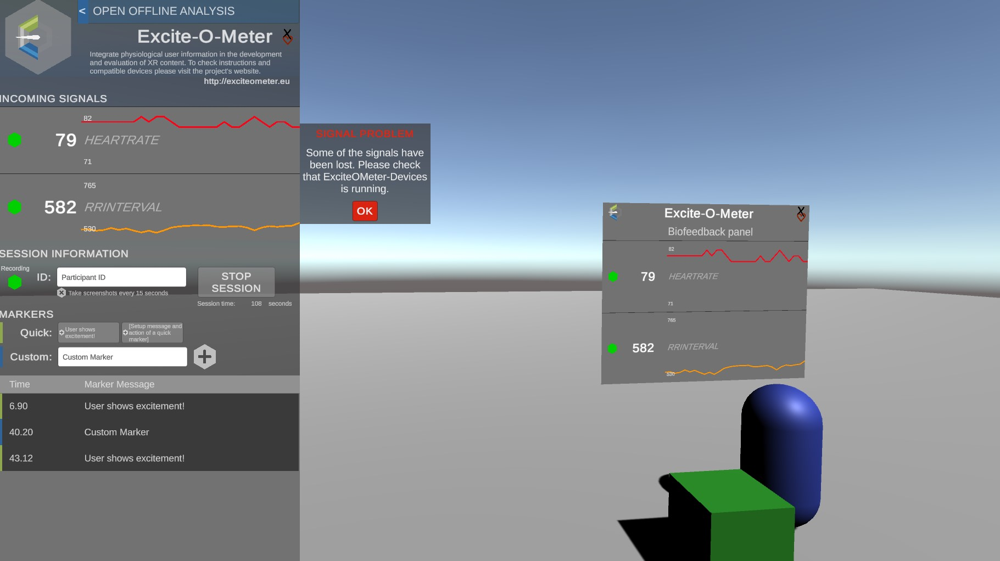 < OPEN OFFLINE ANALYSIS
Excite-O-Meter
Integrate physiological user information in the development
and evaluation of XR content. To check instructions and
compatible devices please visit the project's website.
http://exciteometer.eu
INCOMING SIGNALS
82
79 HEARTRATE
71
765
582 RRINTERVAL
530
SIGNAL PROBLEM
Some of the signals have
been lost. Please check
that ExciteOMeter-Devices
is running.
OK
SESSION INFORMATION
Recording
ID: Participant ID
Take screenshots every 15 seconds
STOP
SESSION
Session time: 108 seconds
MARKERS
Quick:
User shows
excitement!
[Setup message and
action of a quick
marker]
Custom: Custom Marker
Time Marker Message
6.90 User shows excitement!
40.20 Custom Marker
43.12 User shows excitement!
Excite-O-Meter
Biofeedback panel
82
79 HEARTRATE
71
765
582 RRINTERVAL
530